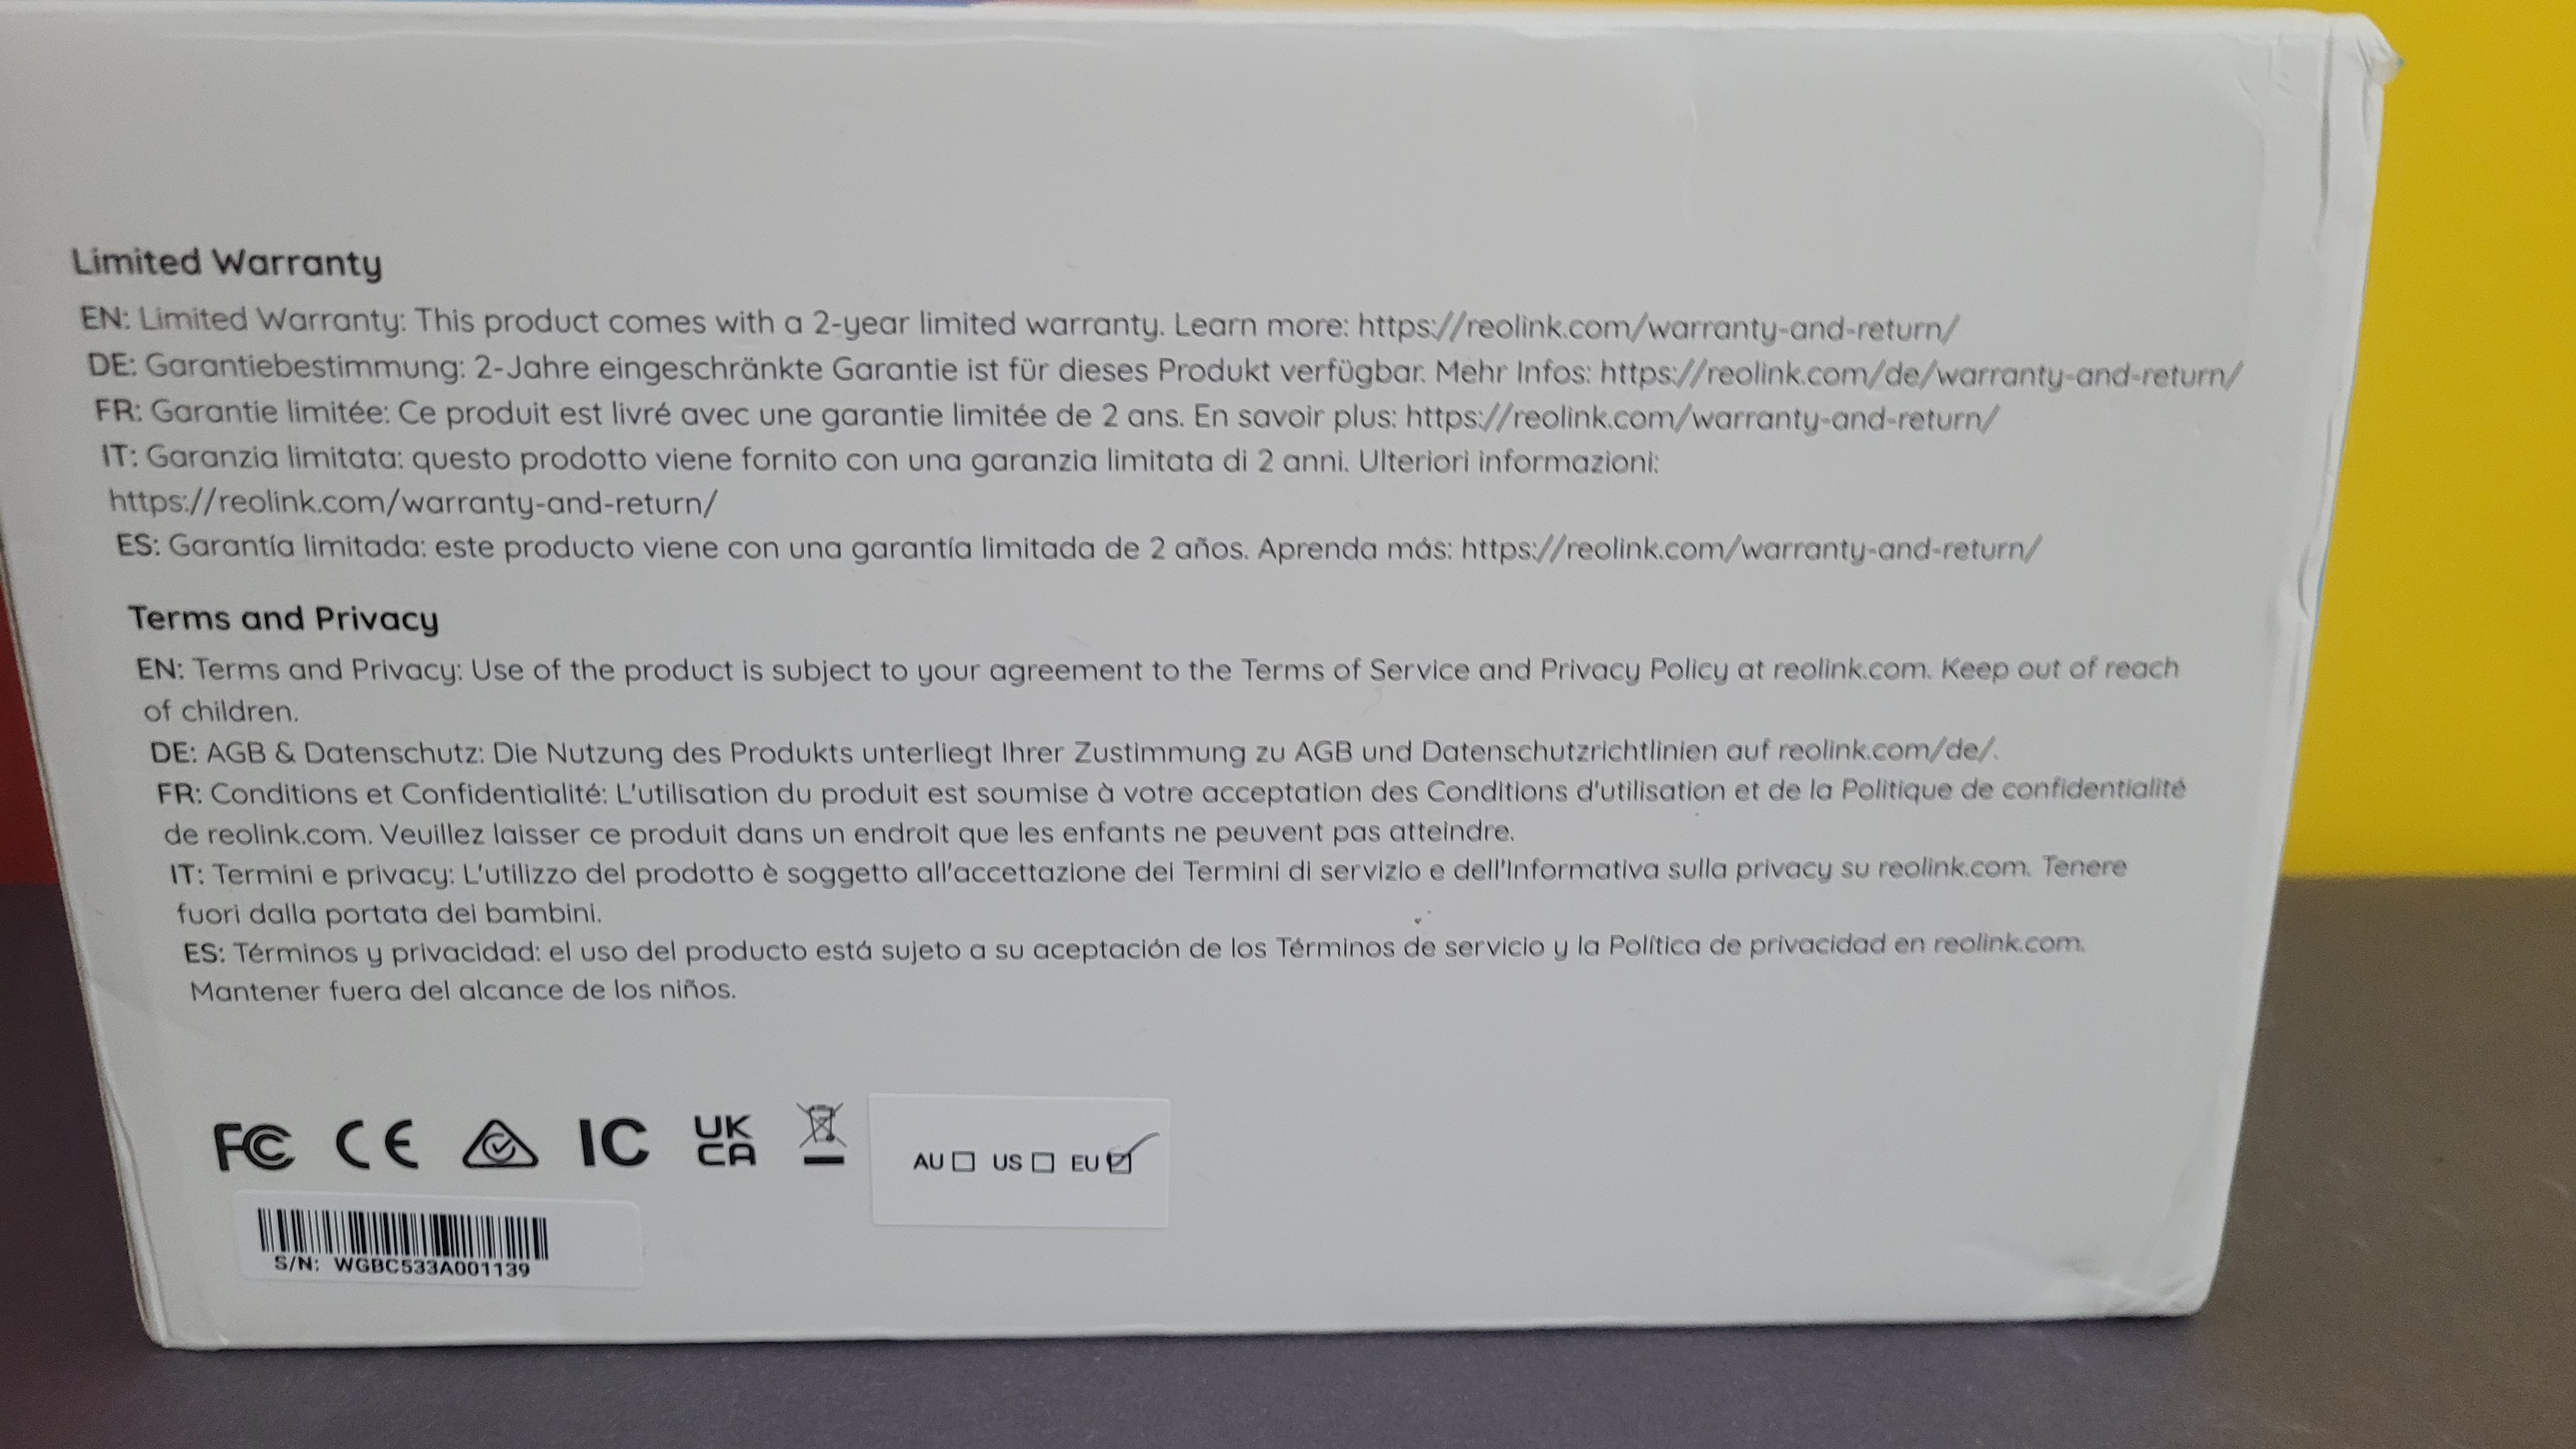 Limited Warranty
EN: Limited Warranty: This product comes with a 2-year limited warranty. Learn more: https://reolink.com/warranty-and-return/
DE: Garantiebestimmung: 2-Jahre eingeschränkte Garantie ist für dieses Produkt verfügbar. Mehr Infos: https://reolink.com/de/warranty-and-return/
FR: Garantie limitée: Ce produit est livré avec une garantie limitée de 2 ans. En savoir plus: https://reolink.com/warranty-and-return/
IT: Garanzia limitata: questo prodotto viene fornito con una garanzia limitata di 2 anni. Ulteriori informazioni:
https://reolink.com/warranty-and-return/
ES: Garantía limitada: este producto viene con una garantía limitada de 2 años. Aprenda más: https://reolink.com/warranty-and-return/
Terms and Privacy
EN: Terms and Privacy: Use of the product is subject to your agreement to the Terms of Service and Privacy Policy at reolink.com. Keep out of reach
of children.
DE: AGB & Datenschutz: Die Nutzung des Produkts unterliegt Ihrer Zustimmung zu AGB und Datenschutzrichtlinien auf reolink.com/de/.
FR: Conditions et Confidentialité: L'utilisation du produit est soumise à votre acceptation des Conditions d'utilisation et de la Politique de confidentialité
de reolink.com. Veuillez laisser ce produit dans un endroit que les enfants ne peuvent pas atteindre.
IT: Termini e privacy: L'utilizzo del prodotto è soggetto all'accettazione dei Termini di servizio e dell'Informativa sulla privacy su reolink.com. Tenere
fuori dalla portata dei bambini.
ES: Términos y privacidad: el uso del producto está sujeto a su aceptación de los Términos de servicio y la Política de privacidad en reolink.com.
Mantener fuera del alcance de los niños.
FC CE IC UK CA
AU US EU
S/N: WGBC533A001139